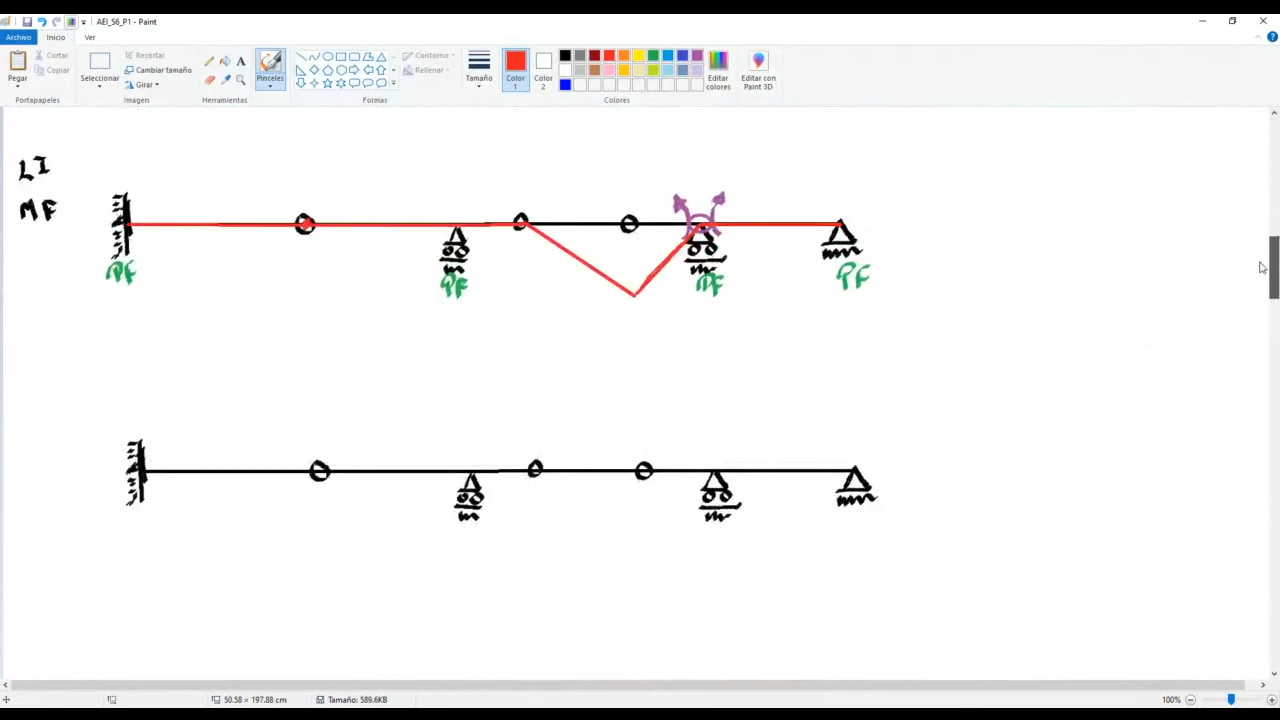 AEI_S6_P1 - Paint
Archivo Inicio Ver
Pegar
Cortar
Copiar
Portapapeles
Seleccionar
Recortar
Cambiar tamaño
Girar
Imagen
A
Herramientas
Pinceles
Contorno
Rellenar
Formas
Tamaño
Color 1
Color 2
Editar colores
Editar con Paint 3D
Colores
LI
MF
PF PF PF PF
50.58 × 197.88 cm Tamaño: 589.6KB 100%